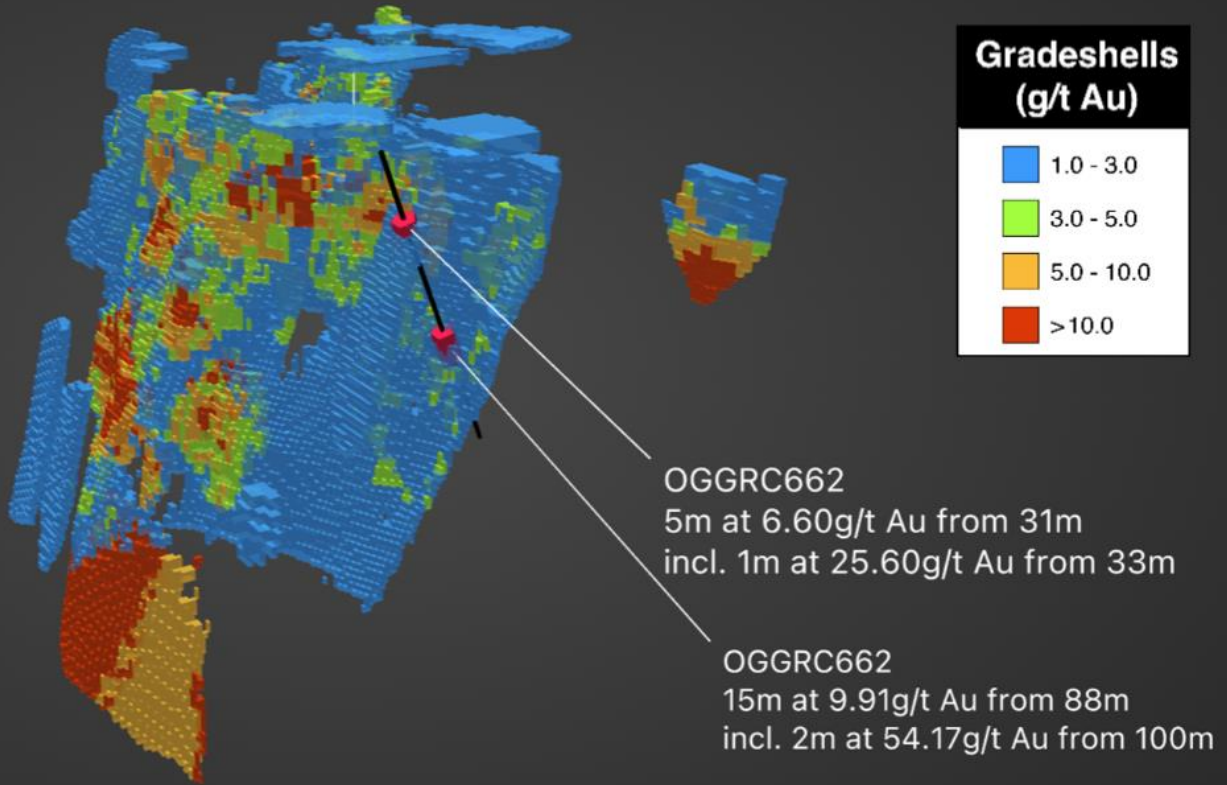 Gradeshells
(g/t Au)
1.0 - 3.0
3.0 - 5.0
5.0 - 10.0
>10.0
OGGRC662
5m at 6.60g/t Au from 31m
incl. 1m at 25.60g/t Au from 33m
OGGRC662
15m at 9.91g/t Au from 88m
incl. 2m at 54.17g/t Au from 100m